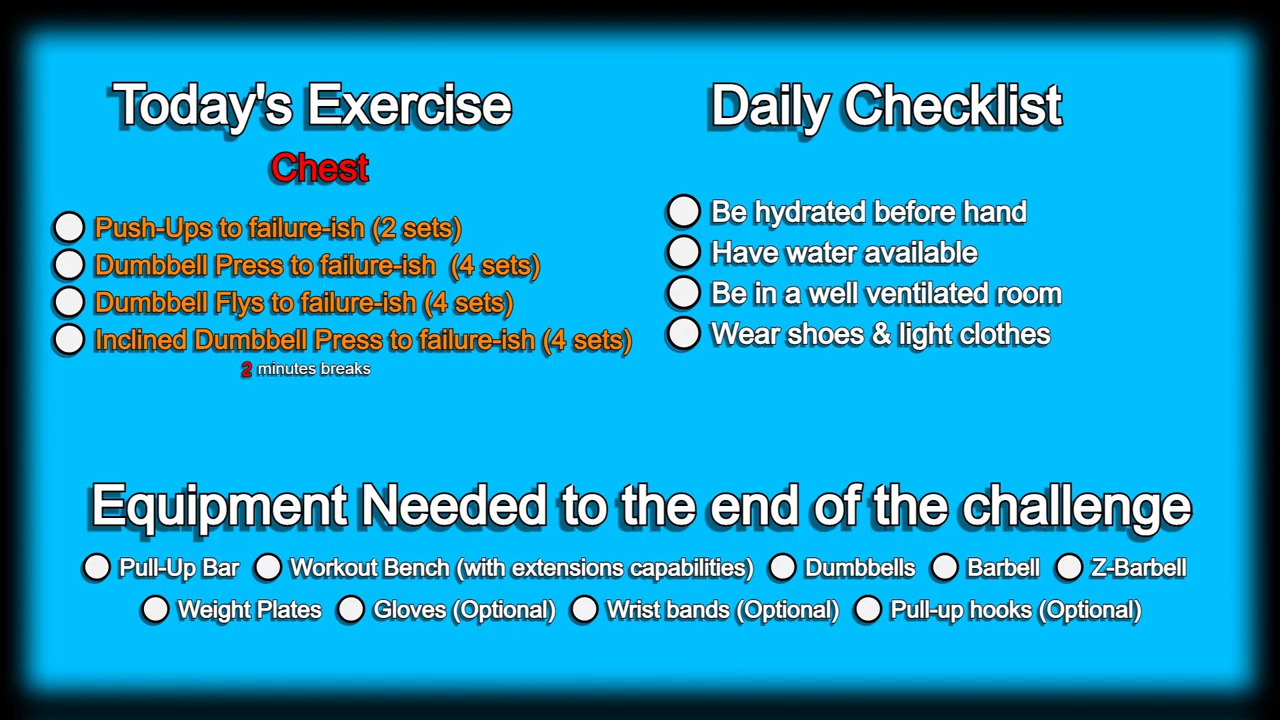 Today's Exercise
Chest
Push-Ups to failure-ish (2 sets)
Dumbbell Press to failure-ish (4 sets)
Dumbbell Flys to failure-ish (4 sets)
Inclined Dumbbell Press to failure-ish (4 sets)
2 minutes breaks
Daily Checklist
Be hydrated before hand
Have water available
Be in a well ventilated room
Wear shoes & light clothes
Equipment Needed to the end of the challenge
Pull-Up Bar Workout Bench (with extensions capabilities) Dumbbells Barbell Z-Barbell
Weight Plates Gloves (Optional) Wrist bands (Optional) Pull-up hooks (Optional)